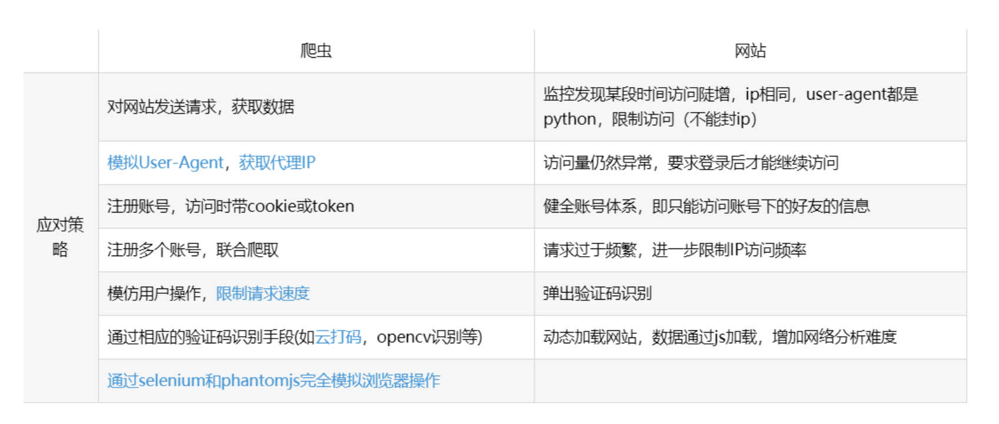 爬虫
网站
应对策
略
对网站发送请求，获取数据
监控发现某段时间访问陡增，ip相同，user-agent都是
python，限制访问（不能封ip）
模拟User-Agent，获取代理IP
访问量仍然异常，要求登录后才能继续访问
注册账号，访问时带cookie或token
健全账号体系，即只能访问账号下的好友的信息
注册多个账号，联合爬取
请求过于频繁，进一步限制IP访问频率
模仿用户操作，限制请求速度
弹出验证码识别
通过相应的验证码识别手段(如云打码，opencv识别等)
动态加载网站，数据通过js加载，增加网络分析难度
通过selenium和phantomjs完全模拟浏览器操作